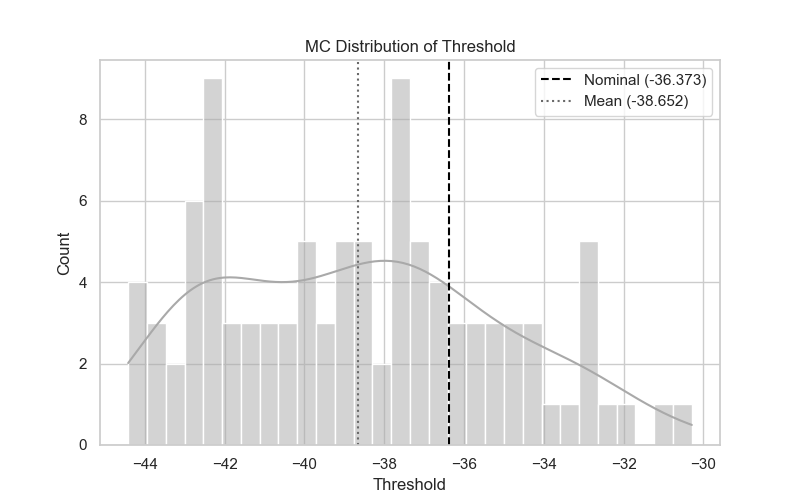 MC Distribution of Threshold
Nominal (-36.373)
Mean (-38.652)
Count
8
6
4
2
0
−44 −42 −40 −38 −36 −34 −32 −30
Threshold